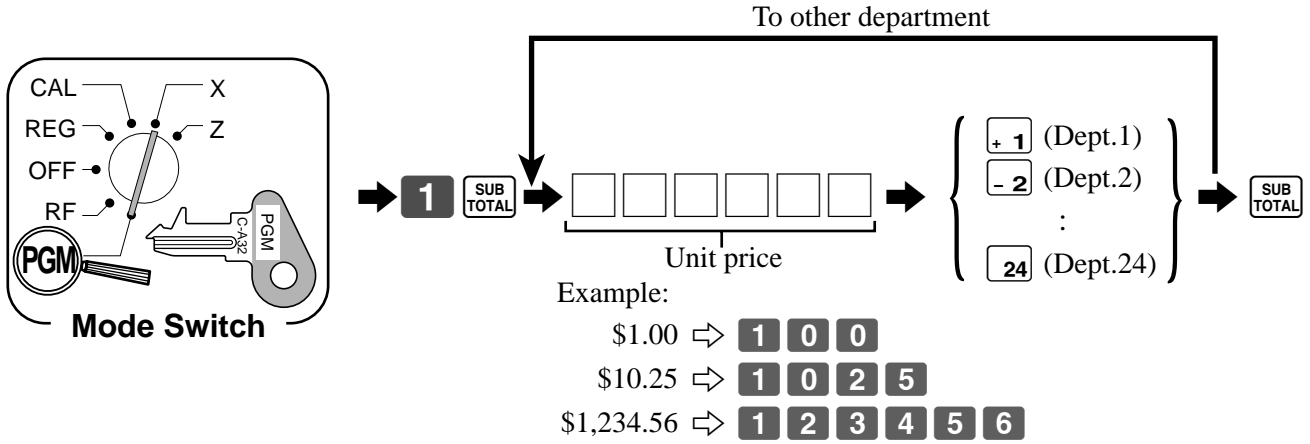 To other department
CAL X
REG Z
OFF
RF
PGM
PGM
C-A32
Mode Switch
1 SUB TOTAL
Unit price
+ 1 (Dept.1)
- 2 (Dept.2)
:
24 (Dept.24)
SUB TOTAL
Example:
$1.00 ⇨ 1 0 0
$10.25 ⇨ 1 0 2 5
$1,234.56 ⇨ 1 2 3 4 5 6